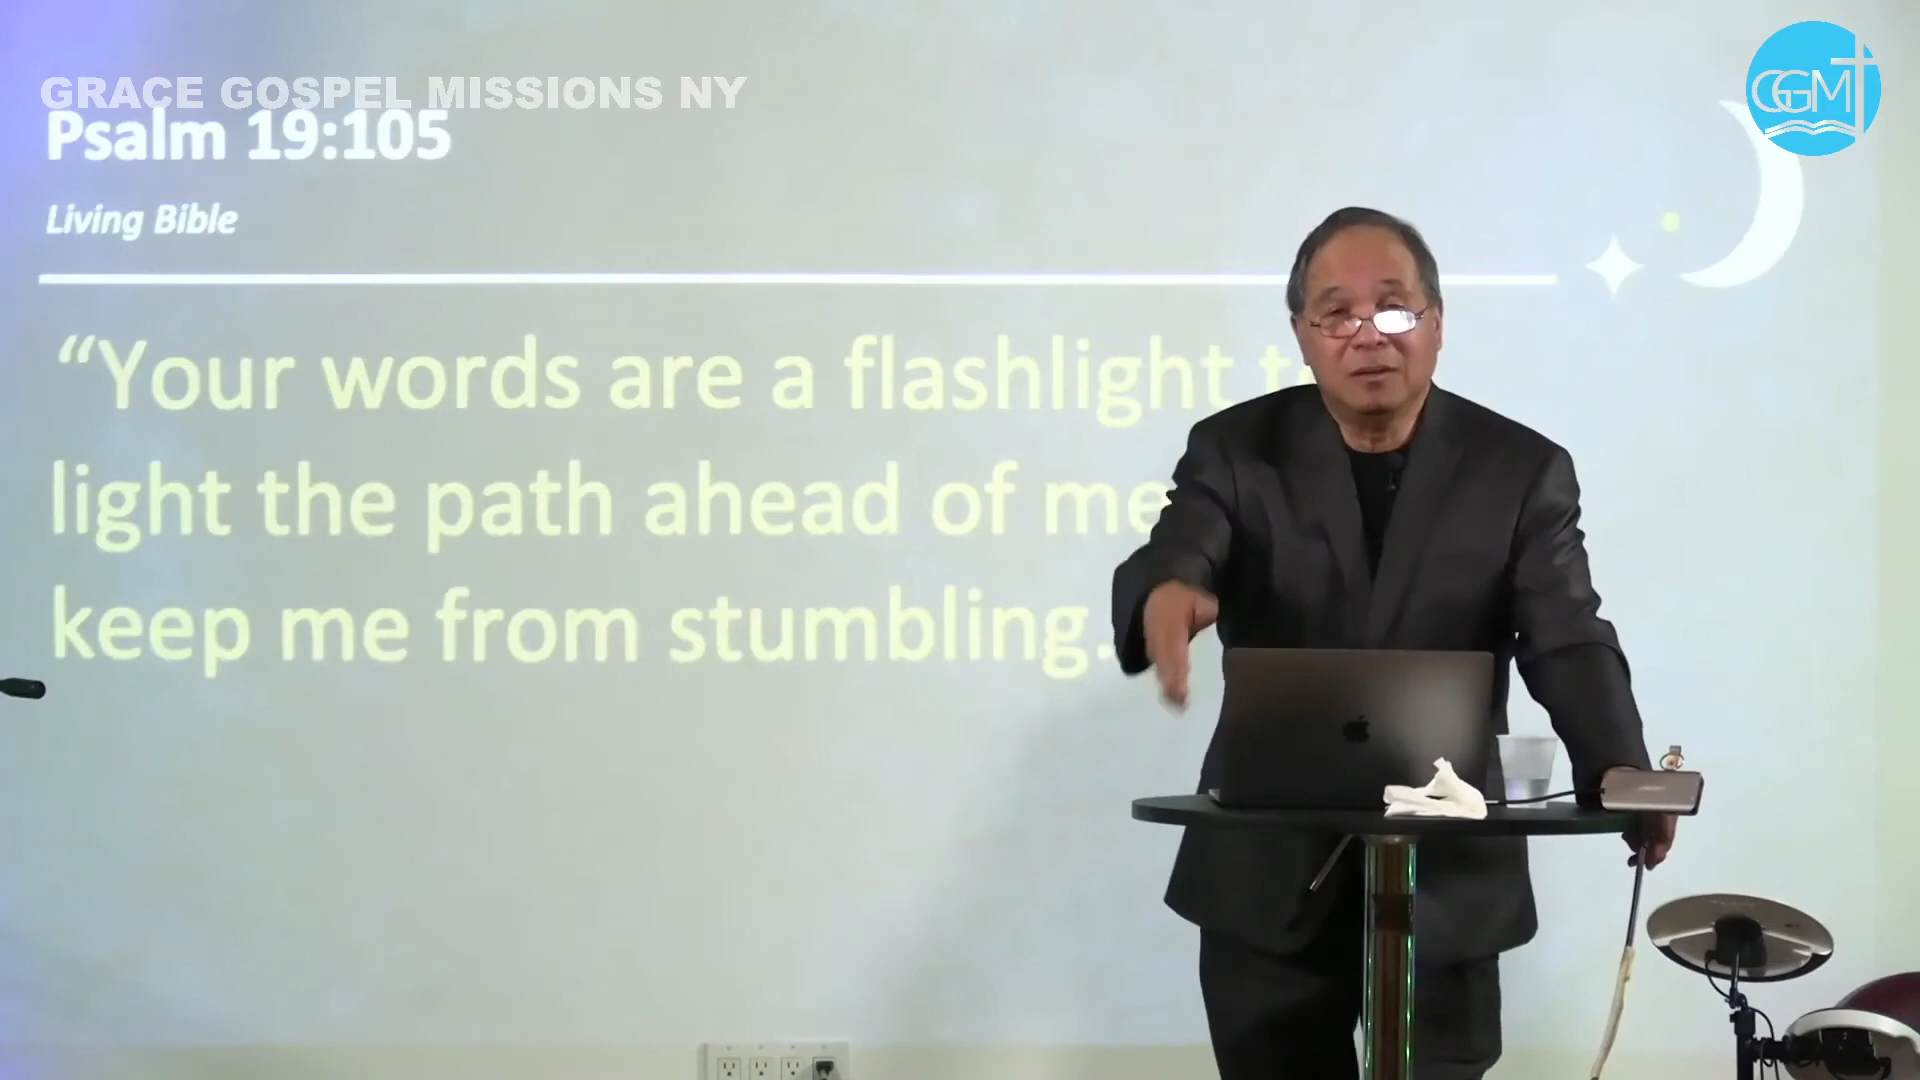 GRACE GOSPEL MISSIONS NY
GGM
Psalm 19:105
Living Bible
“Your words are a flashlight
light the path ahead of me
keep me from stumbling.